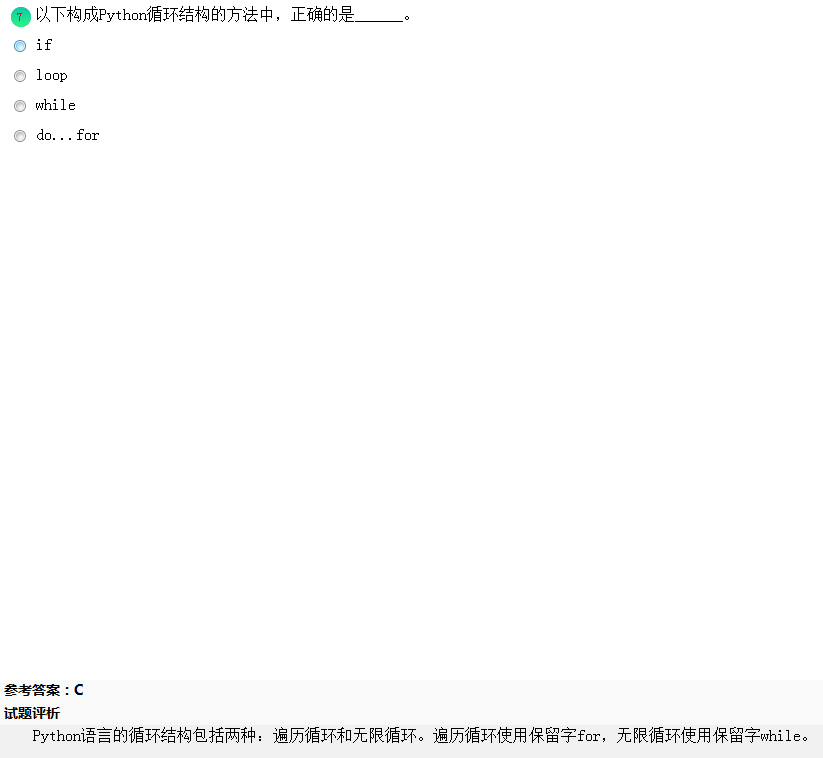 7 以下构成Python循环结构的方法中，正确的是______。
if
loop
while
do...for
参考答案：C
试题评析
Python语言的循环结构包括两种：遍历循环和无限循环。遍历循环使用保留字for，无限循环使用保留字while。